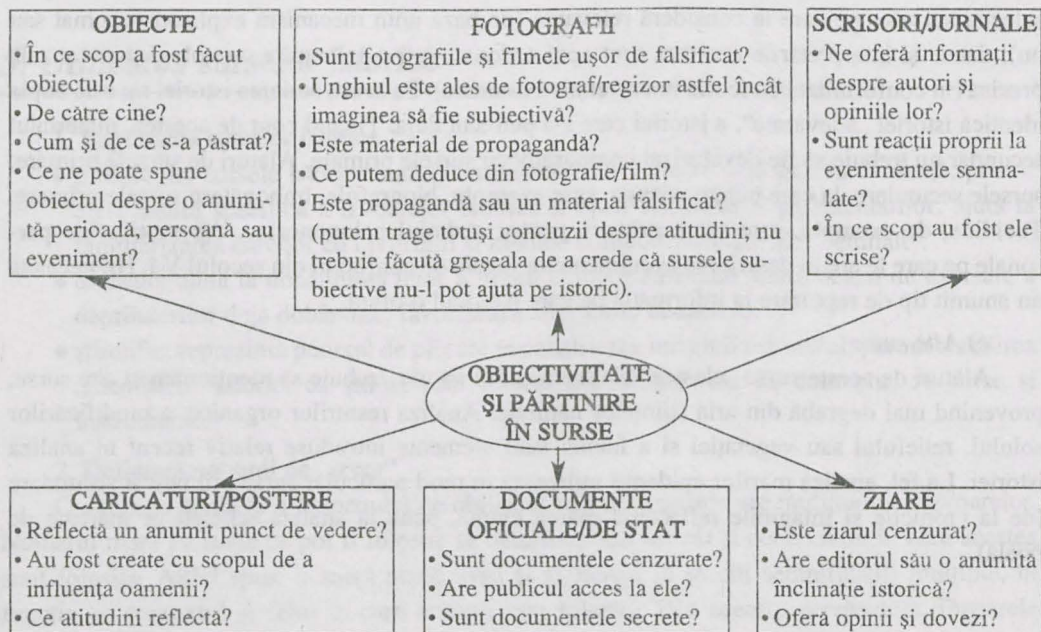 OBIECTE
• În ce scop a fost făcut
obiectul?
• De către cine?
• Cum și de ce s-a păstrat?
• Ce ne poate spune
obiectul despre o anumi-
tă perioadă, persoană sau
eveniment?
FOTOGRAFII
• Sunt fotografiile și filmele ușor de falsificat?
• Unghiul este ales de fotograf/regizor astfel încât
imaginea să fie subiectivă?
• Este material de propagandă?
• Ce putem deduce din fotografie/film?
• Este propagandă sau un material falsificat?
(putem trage totuși concluzii despre atitudini; nu
trebuie făcută greșeala de a crede că sursele su-
biective nu-l pot ajuta pe istoric).
SCRISORI/JURNALE
• Ne oferă informații
despre autori și
opiniile lor?
• Sunt reacții proprii la
evenimentele semna-
late?
• În ce scop au fost ele
scrise?
OBIECTIVITATE
ȘI PĂRTINIRE
ÎN SURSE
CARICATURI/POSTERE
• Reflectă un anumit punct de vedere?
• Au fost create cu scopul de a
influența oamenii?
• Ce atitudini reflectă?
DOCUMENTE
OFICIALE/DE STAT
• Sunt documentele cenzurate?
• Are publicul acces la ele?
• Sunt documentele secrete?
ZIARE
• Este ziarul cenzurat?
• Are editorul său o anumită
inclinație istorică?
• Oferă opinii și dovezi?